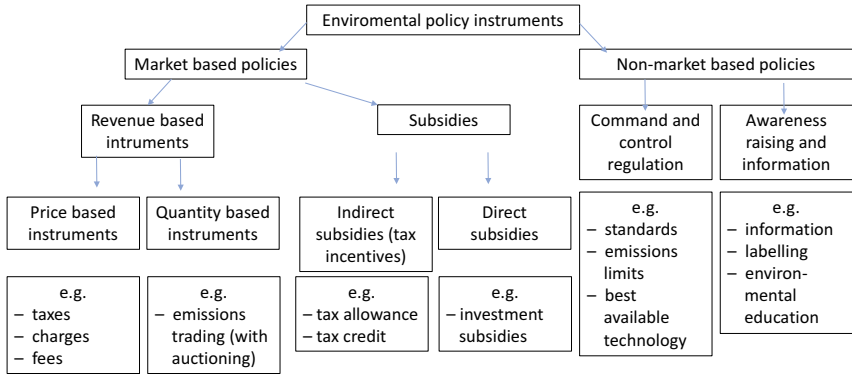 Enviromental policy instruments
Market based policies
Non-market based policies
Revenue based
intruments
Subsidies
Command and
control
regulation
Awareness
raising and
information
Price based
instruments
Quantity based
instruments
Indirect
subsidies (tax
incentives)
Direct
subsidies
e.g.
– standards
– emissions
limits
– best
available
technology
e.g.
– information
– labelling
– environ-
mental
education
e.g.
– taxes
– charges
– fees
e.g.
– emissions
trading (with
auctioning)
e.g.
– tax allowance
– tax credit
e.g.
– investment
subsidies